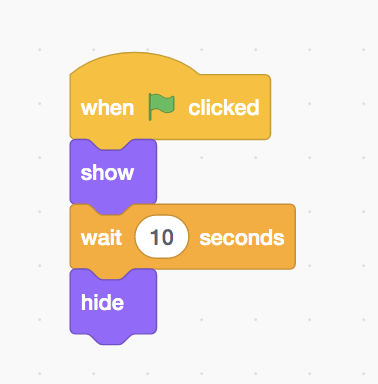 when clicked
show
wait 10 seconds
hide